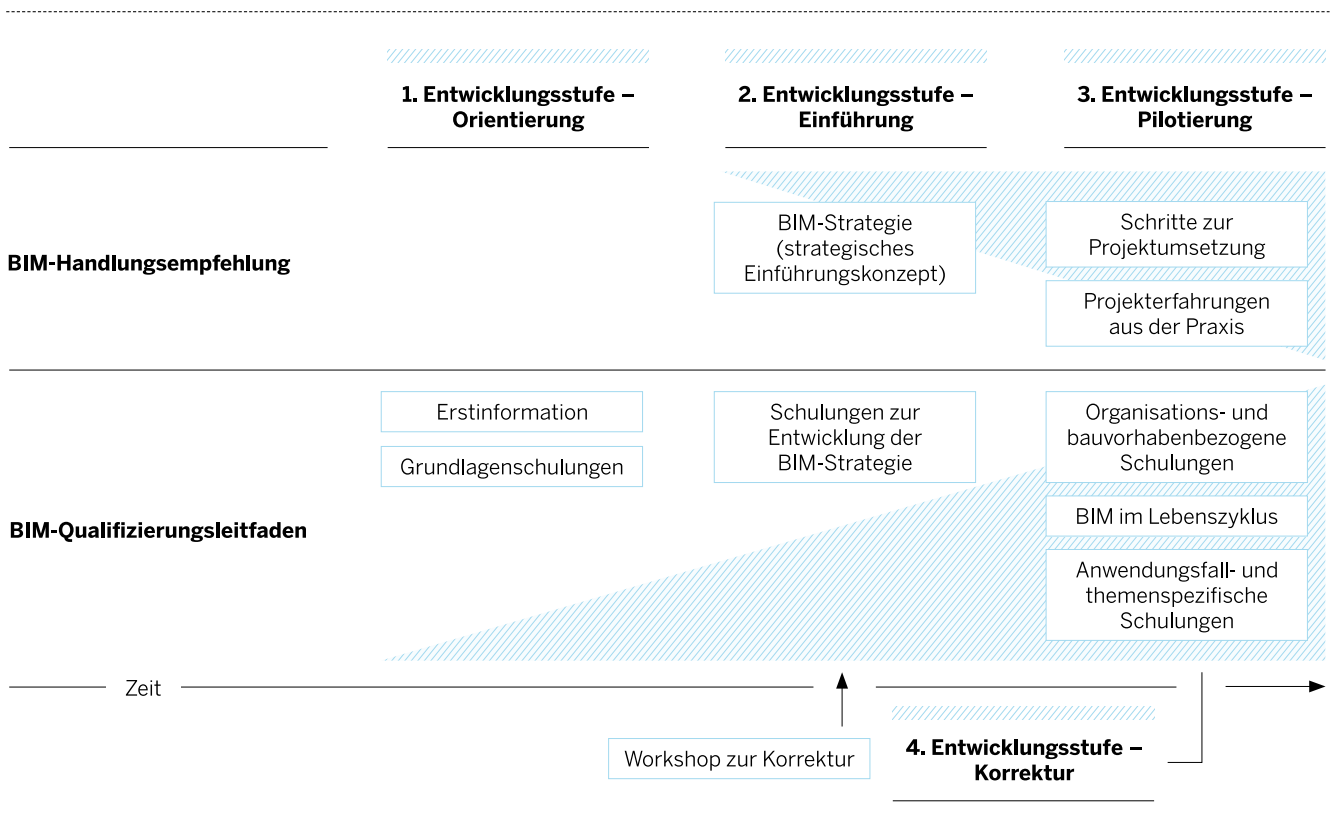 1. Entwicklungsstufe –
Orientierung
2. Entwicklungsstufe –
Einführung
3. Entwicklungsstufe –
Pilotierung
BIM-Handlungsempfehlung
BIM-Strategie
(strategisches
Einführungskonzept)
Schritte zur
Projektumsetzung
Projekterfahrungen
aus der Praxis
BIM-Qualifizierungsleitfaden
Erstinformation
Grundlagenschulungen
Schulungen zur
Entwicklung der
BIM-Strategie
Organisations- und
bauvorhabenbezogene
Schulungen
BIM im Lebenszyklus
Anwendungsfall- und
themenspezifische
Schulungen
Zeit
Workshop zur Korrektur
4. Entwicklungsstufe –
Korrektur